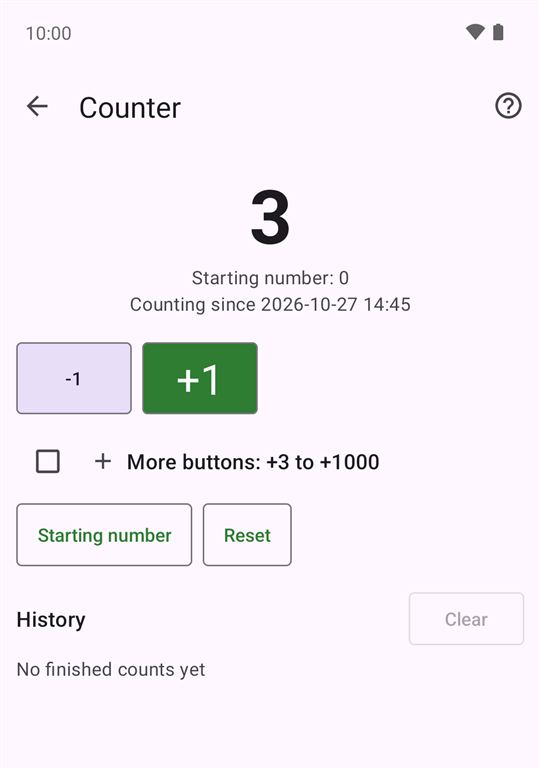 10:00
Counter
3
Starting number: 0
Counting since 2026-10-27 14:45
-1
+1
More buttons: +3 to +1000
Starting number
Reset
History
Clear
No finished counts yet